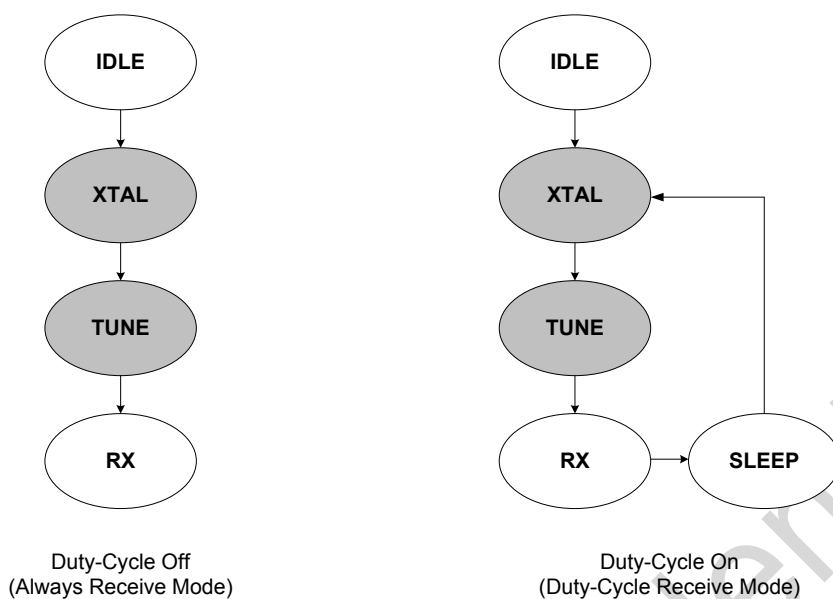 IDLE
XTAL
TUNE
RX
Duty-Cycle Off
(Always Receive Mode)
IDLE
XTAL
TUNE
RX
SLEEP
Duty-Cycle On
(Duty-Cycle Receive Mode)